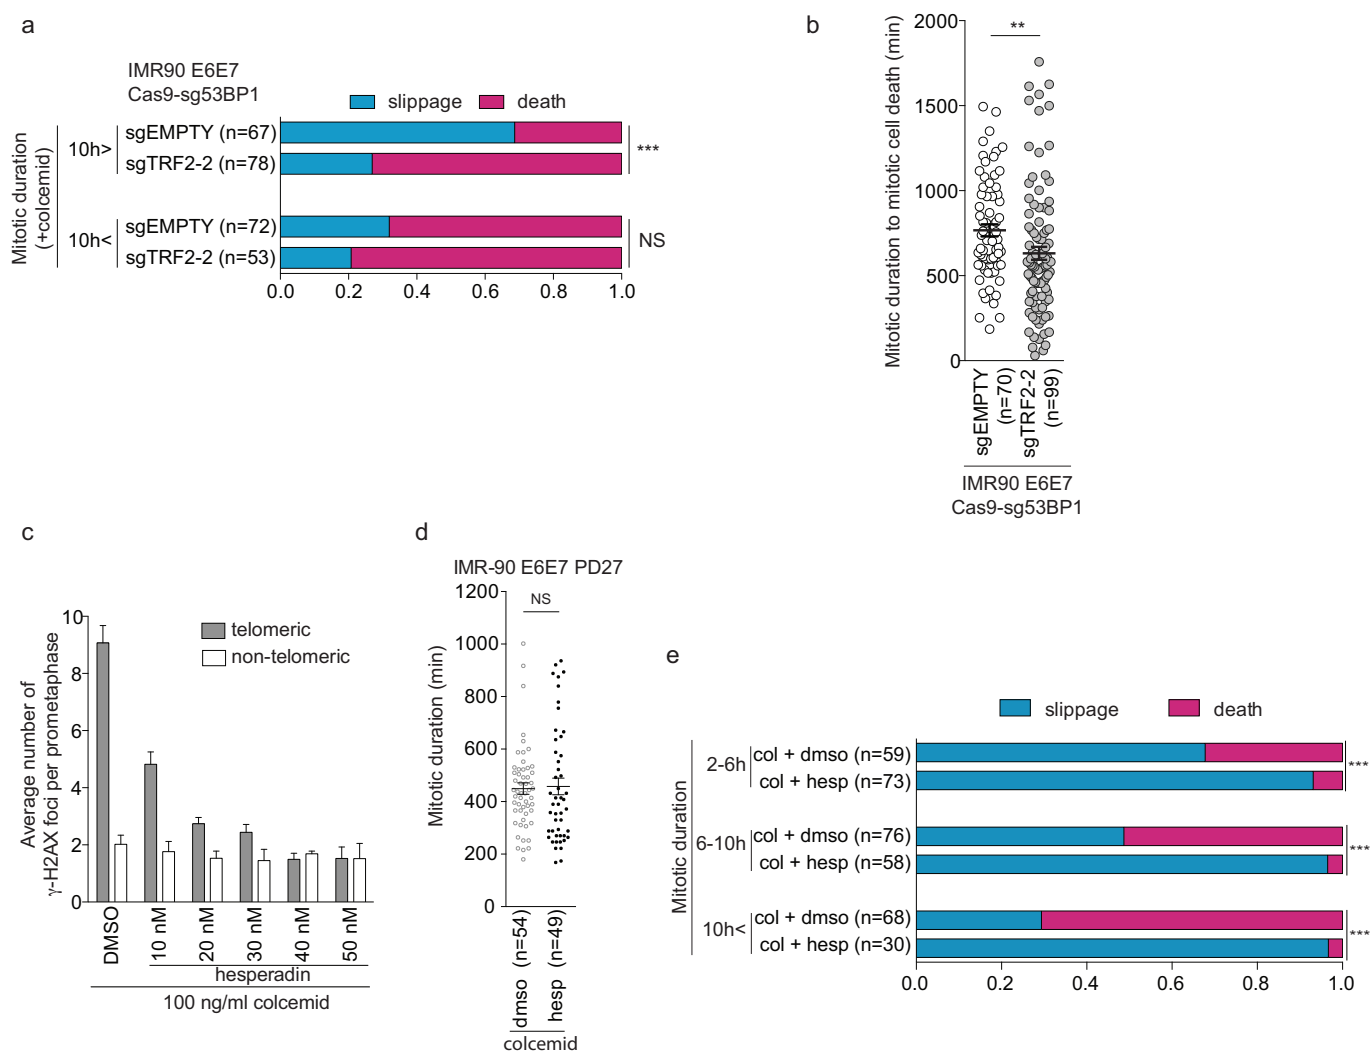 a
IMR90 E6E7
Cas9-sg53BP1
slippage death
Mitotic duration
(+colcemid)
10h>
sgEMPTY (n=67)
sgTRF2-2 (n=78)
***
10h<
sgEMPTY (n=72)
sgTRF2-2 (n=53)
NS
0.0 0.2 0.4 0.6 0.8 1.0
b
Mitotic duration to mitotic cell death (min)
**
2000
1500
1000
500
0
sgEMPTY
(n=70)
sgTRF2-2
(n=99)
IMR90 E6E7
Cas9-sg53BP1
c
Average number of
γ-H2AX foci per prometaphase
10
8
6
4
2
0
telomeric
non-telomeric
DMSO
10 nM
20 nM
30 nM
40 nM
50 nM
hesperadin
100 ng/ml colcemid
d
IMR-90 E6E7 PD27
Mitotic duration (min)
NS
1200
1000
800
600
400
200
0
dmso (n=54)
hesp (n=49)
colcemid
e
slippage death
Mitotic duration
2-6h
col + dmso (n=59)
col + hesp (n=73)
***
6-10h
col + dmso (n=76)
col + hesp (n=58)
***
10h<
col + dmso (n=68)
col + hesp (n=30)
***
0.0 0.2 0.4 0.6 0.8 1.0